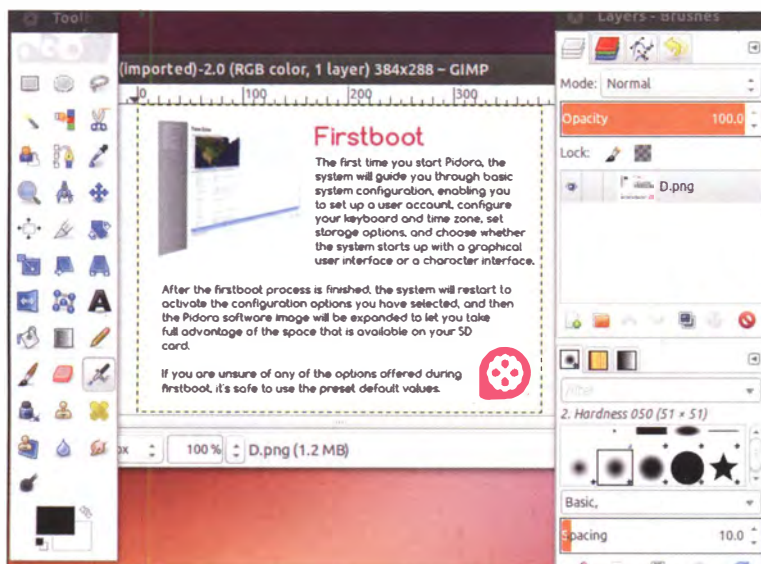 Tool
Layers - Brushes
(imported)-2.0 (RGB color, 1 layer) 384x288 – GIMP
0 100 200 300
Mode: Normal
Opacity 100.0
Lock:
D.png
Firstboot
The first time you start Pidora, the
system will guide you through basic
system configuration, enabling you
to set up a user account, configure
your keyboard and time zone, set
storage options, and choose whether
the system starts up with a graphical
user interface or a character interface.
After the firstboot process is finished, the system will restart to
activate the configuration options you have selected, and then
the Pidora software image will be expanded to let you take
full advantage of the space that is available on your SD
card.
If you are unsure of any of the options offered during
firstboot, it's safe to use the preset default values.
px 100 % D.png (1.2 MB)
Filter
2. Hardness 050 (51 × 51)
Basic,
Spacing 10.0